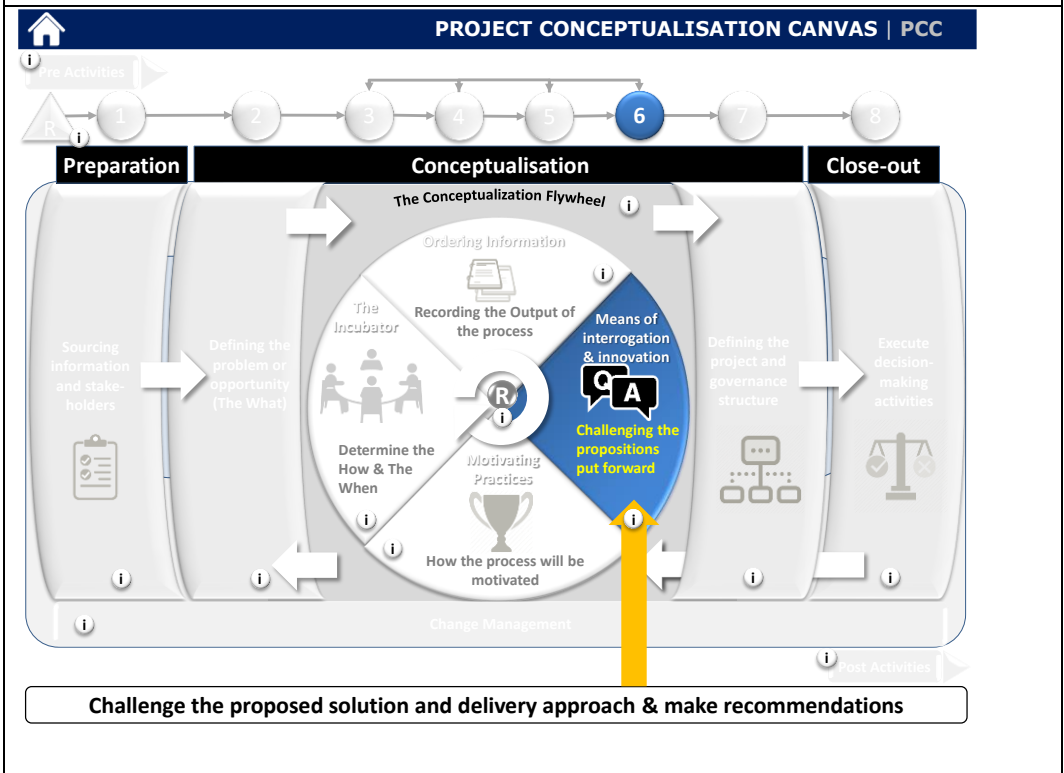 PROJECT CONCEPTUALISATION CANVAS | PCC
i
Pre Activities
R
i
1
2
3
4
5
6
7
8
Preparation
Conceptualisation
Close-out
The Conceptualization Flywheel
i
Ordering Information
i
Recording the Output of
the process
The
Incubator
Determine the
How & The
When
i
R
i
Means of
interrogation
& innovation
Q
A
Challenging the
propositions
put forward
i
Motivating
Practices
i
How the process will be
motivated
Sourcing
information
and stake-
holders
i
Defining the
problem or
opportunity
(The What)
i
Defining the
project and
governance
structure
i
Execute
decision-
making
activities
i
i
Change Management
i
Post Activities
Challenge the proposed solution and delivery approach & make recommendations